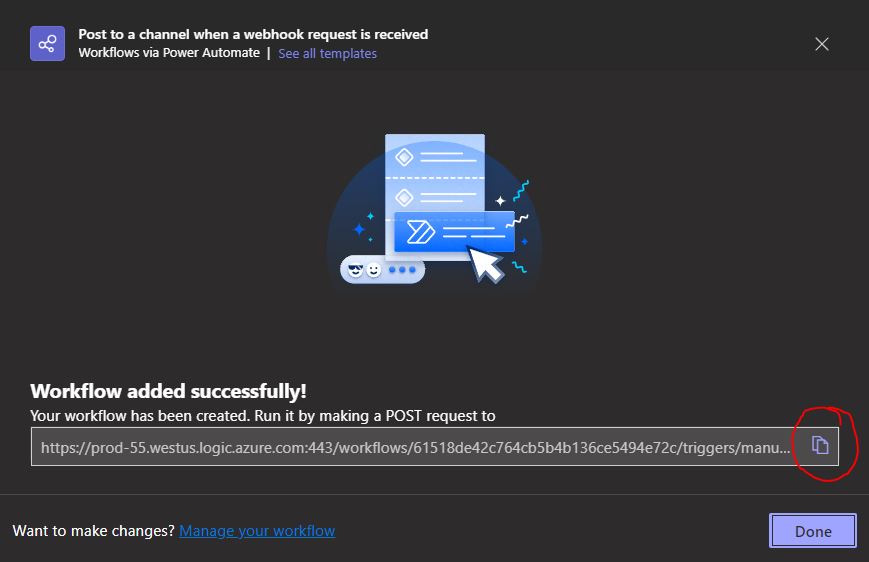 Post to a channel when a webhook request is received
Workflows via Power Automate | See all templates
Workflow added successfully!
Your workflow has been created. Run it by making a POST request to
https://prod-55.westus.logic.azure.com:443/workflows/61518de42c764cb5b4b136ce5494e72c/triggers/manu...
Want to make changes? Manage your workflow
Done